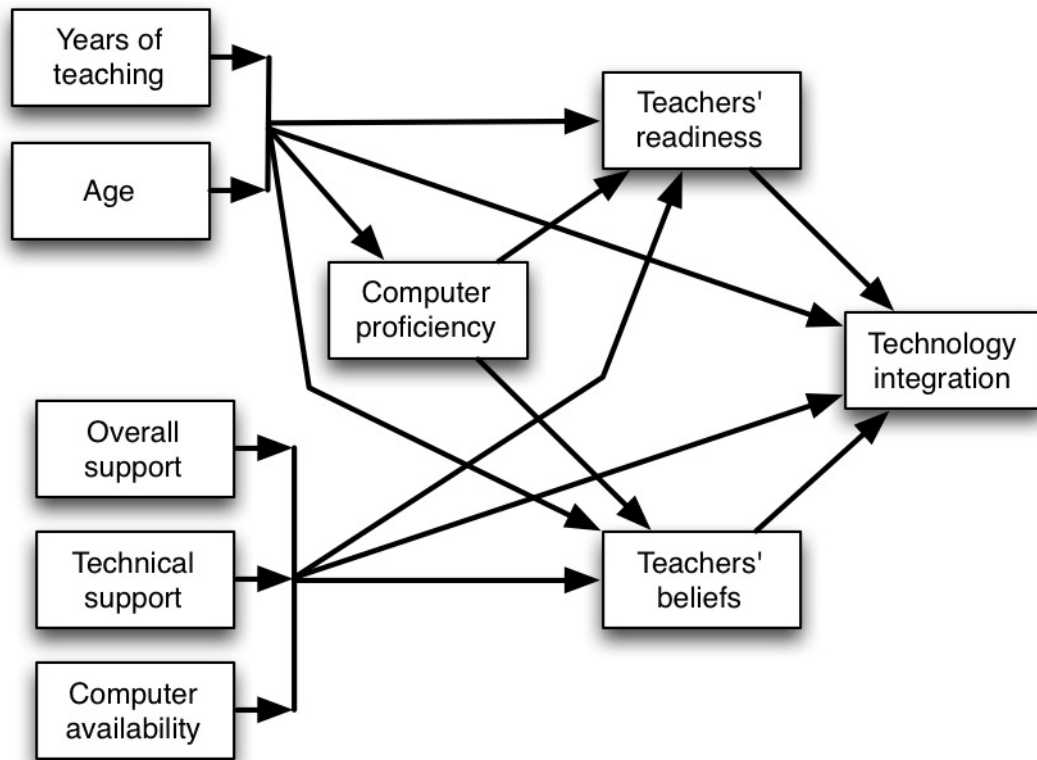 Years of
teaching
Age
Teachers'
readiness
Computer
proficiency
Technology
integration
Overall
support
Technical
support
Teachers'
beliefs
Computer
availability